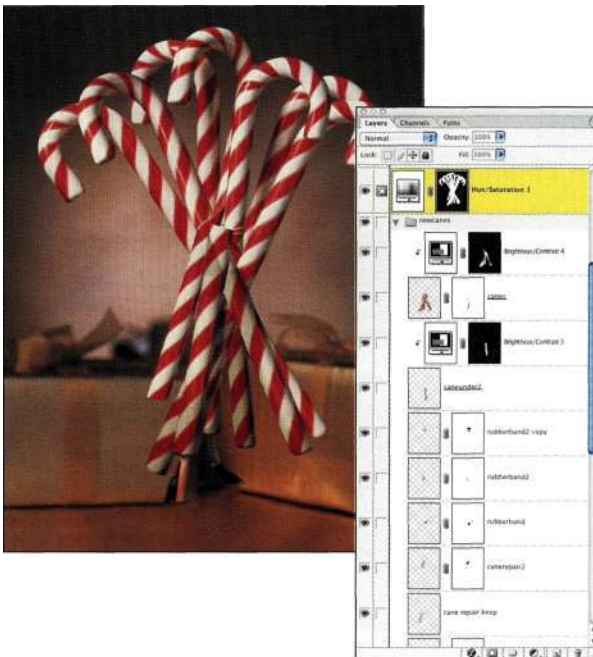 Layers Channels Paths
Normal Opacity: 100%
Lock: Fill: 100%
Hue/Saturation 1
newcanes
Brightness/Contrast 4
canes
Brightness/Contrast 3
caneunder2
rubberband2 copy
rubberband2
rubberband
canerepair2
cane repair keep